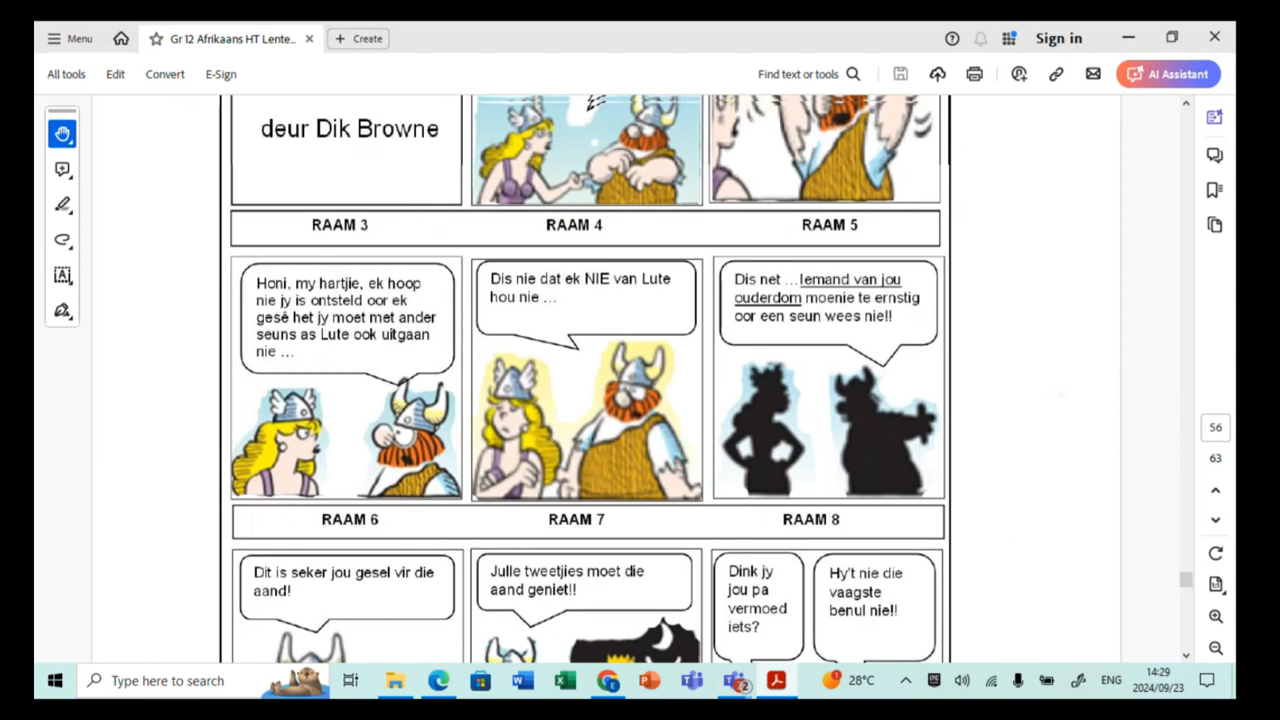 Menu
Gr 12 Afrikaans HT Lente...
Create
Sign in
All tools
Edit
Convert
E-Sign
Find text or tools
AI Assistant
deur Dik Browne
RAAM 3
RAAM 4
RAAM 5
Honi, my hartjie, ek hoop
nie jy is ontsteld oor ek
gesê het jy moet met ander
seuns as Lute ook uitgaan
nie …
Dis nie dat ek NIE van Lute
hou nie …
Dis net …Iemand van jou
ouderdom moenie te ernstig
oor een seun wees nie!!
RAAM 6
RAAM 7
RAAM 8
Dit is seker jou gesel vir die
aand!
Julle tweetjies moet die
aand geniet!!
Dink jy
jou pa
vermoed
iets?
Hy't nie die
vaagste
benul nie!!
56
63
Type here to search
28°C
ENG
14:29
2024/09/23